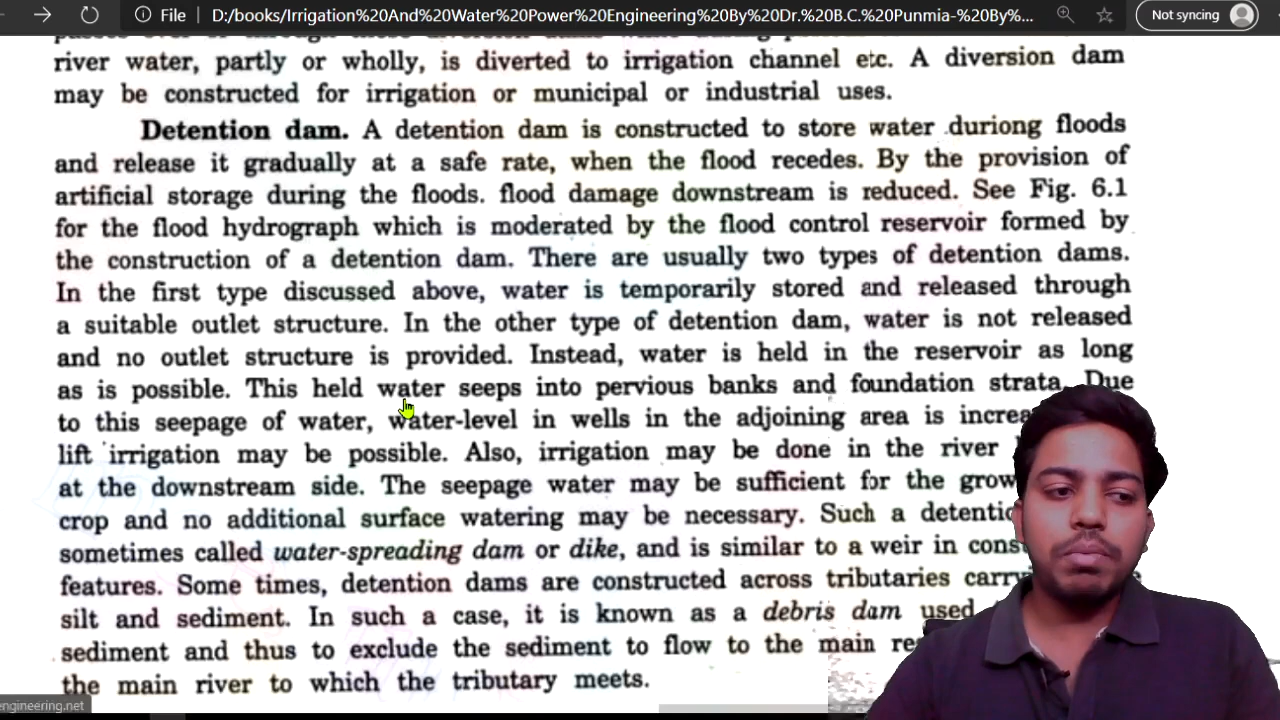 File D:/books/Irrigation%20And%20Water%20Power%20Engineering%20By%20Dr.%20B.C.%20Punmia-%20By%... Not syncing
river water, partly or wholly, is diverted to irrigation channel etc. A diversion dam
may be constructed for irrigation or municipal or industrial uses.
Detention dam. A detention dam is constructed to store water duriong floods
and release it gradually at a safe rate, when the flood recedes. By the provision of
artificial storage during the floods. flood damage downstream is reduced. See Fig. 6.1
for the flood hydrograph which is moderated by the flood control reservoir formed by
the construction of a detention dam. There are usually two types of detention dams.
In the first type discussed above, water is temporarily stored and released through
a suitable outlet structure. In the other type of detention dam, water is not released
and no outlet structure is provided. Instead, water is held in the reservoir as long
as is possible. This held water seeps into pervious banks and foundation strata. Due
to this seepage of water, water-level in wells in the adjoining area is
lift irrigation may be possible. Also, irrigation may be done in the river
at the downstream side. The seepage water may be sufficient for the
crop and no additional surface watering may be necessary. Such a
sometimes called water-spreading dam or dike, and is similar to a weir in
features. Some times, detention dams are constructed across tributaries
silt and sediment. In such a case, it is known as a debris dam used
sediment and thus to exclude the sediment to flow to the main
the main river to which the tributary meets.
engineering.net